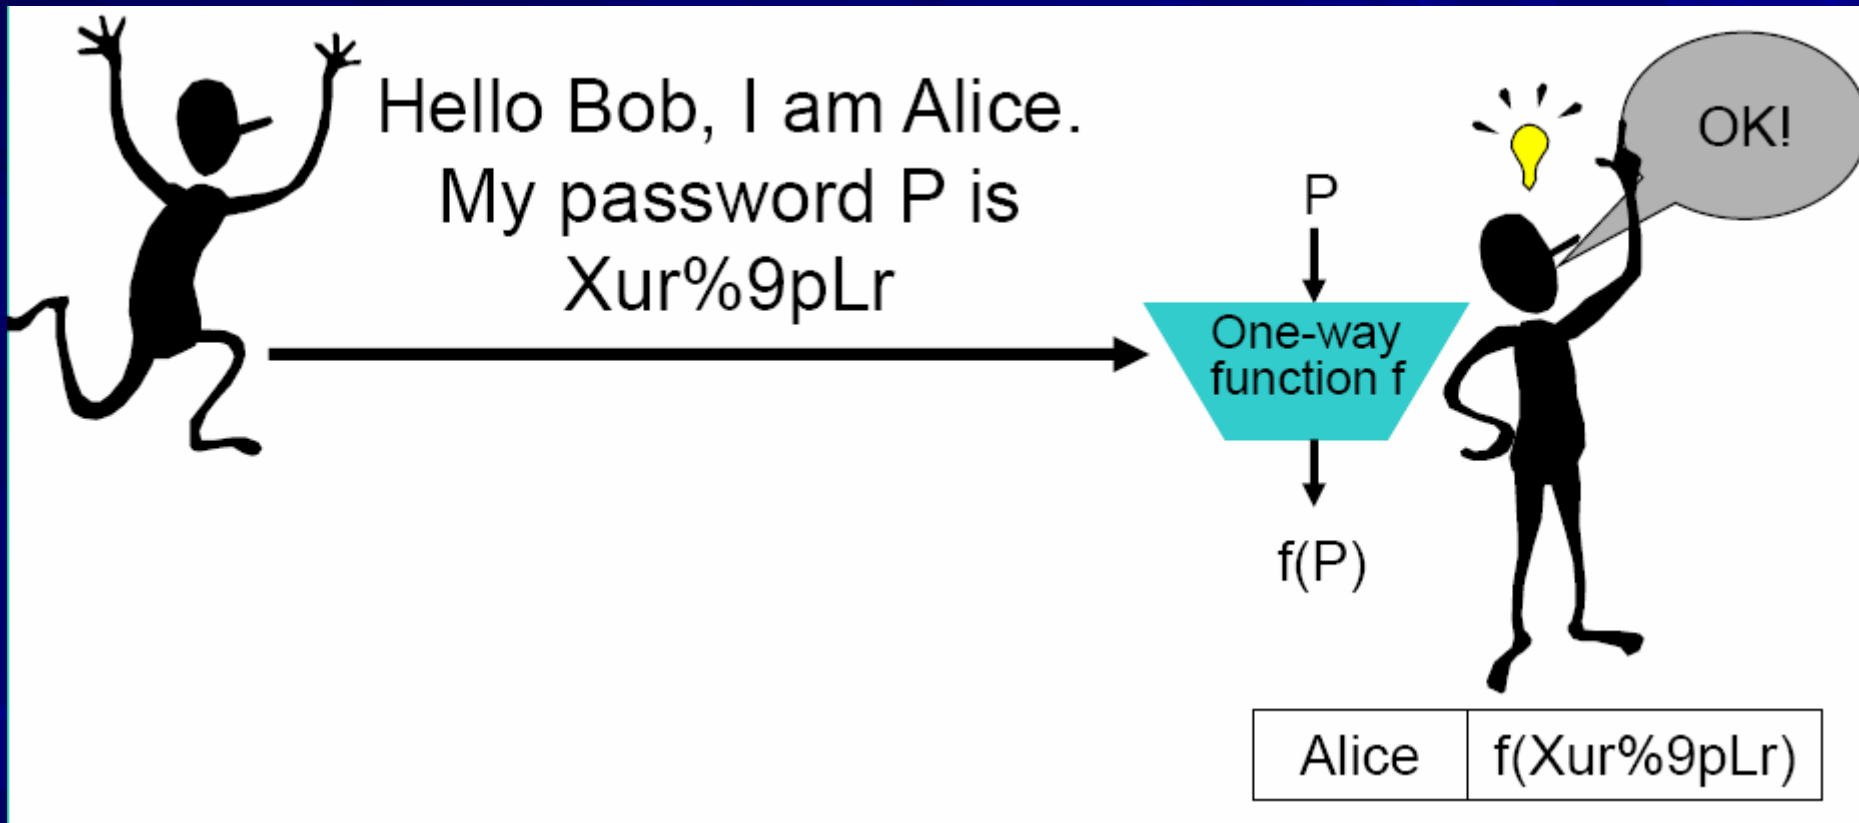 Hello Bob, I am Alice.
My password P is
Xur%9pLr
P
One-way
function f
f(P)
OK!
Alice f(Xur%9pLr)